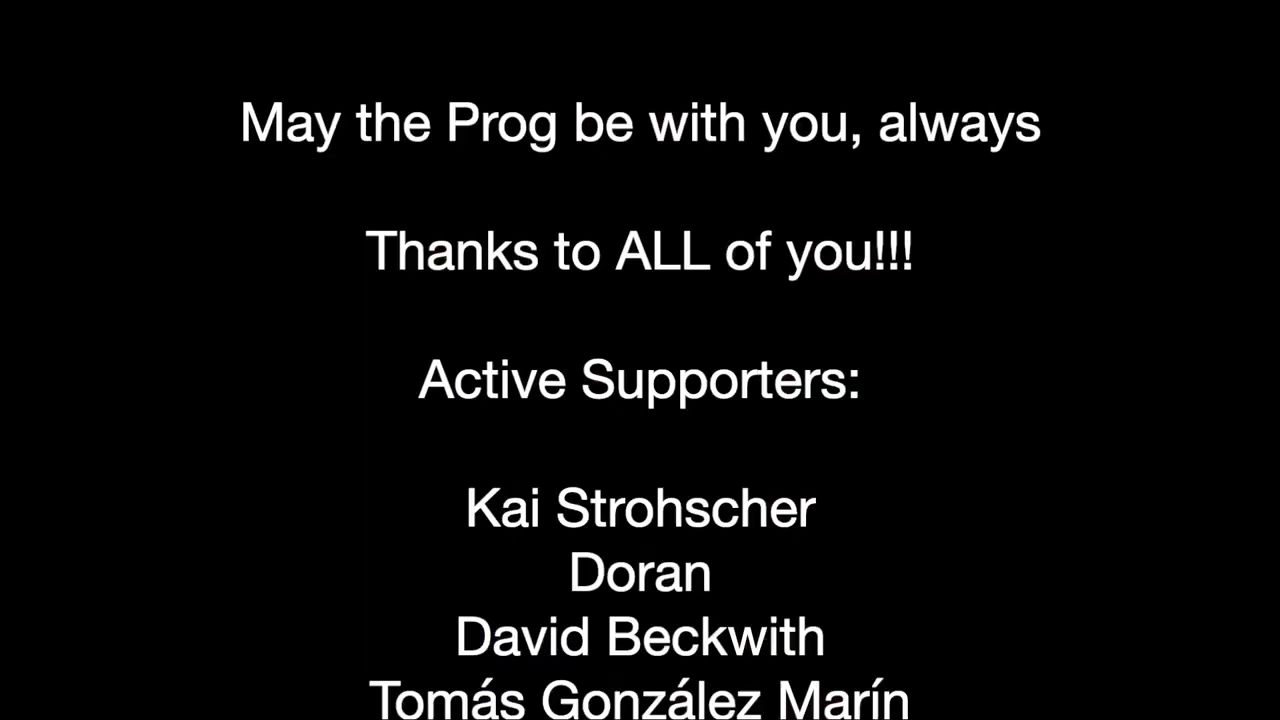 May the Prog be with you, always
Thanks to ALL of you!!!
Active Supporters:
Kai Strohscher
Doran
David Beckwith
Tomás González Marín